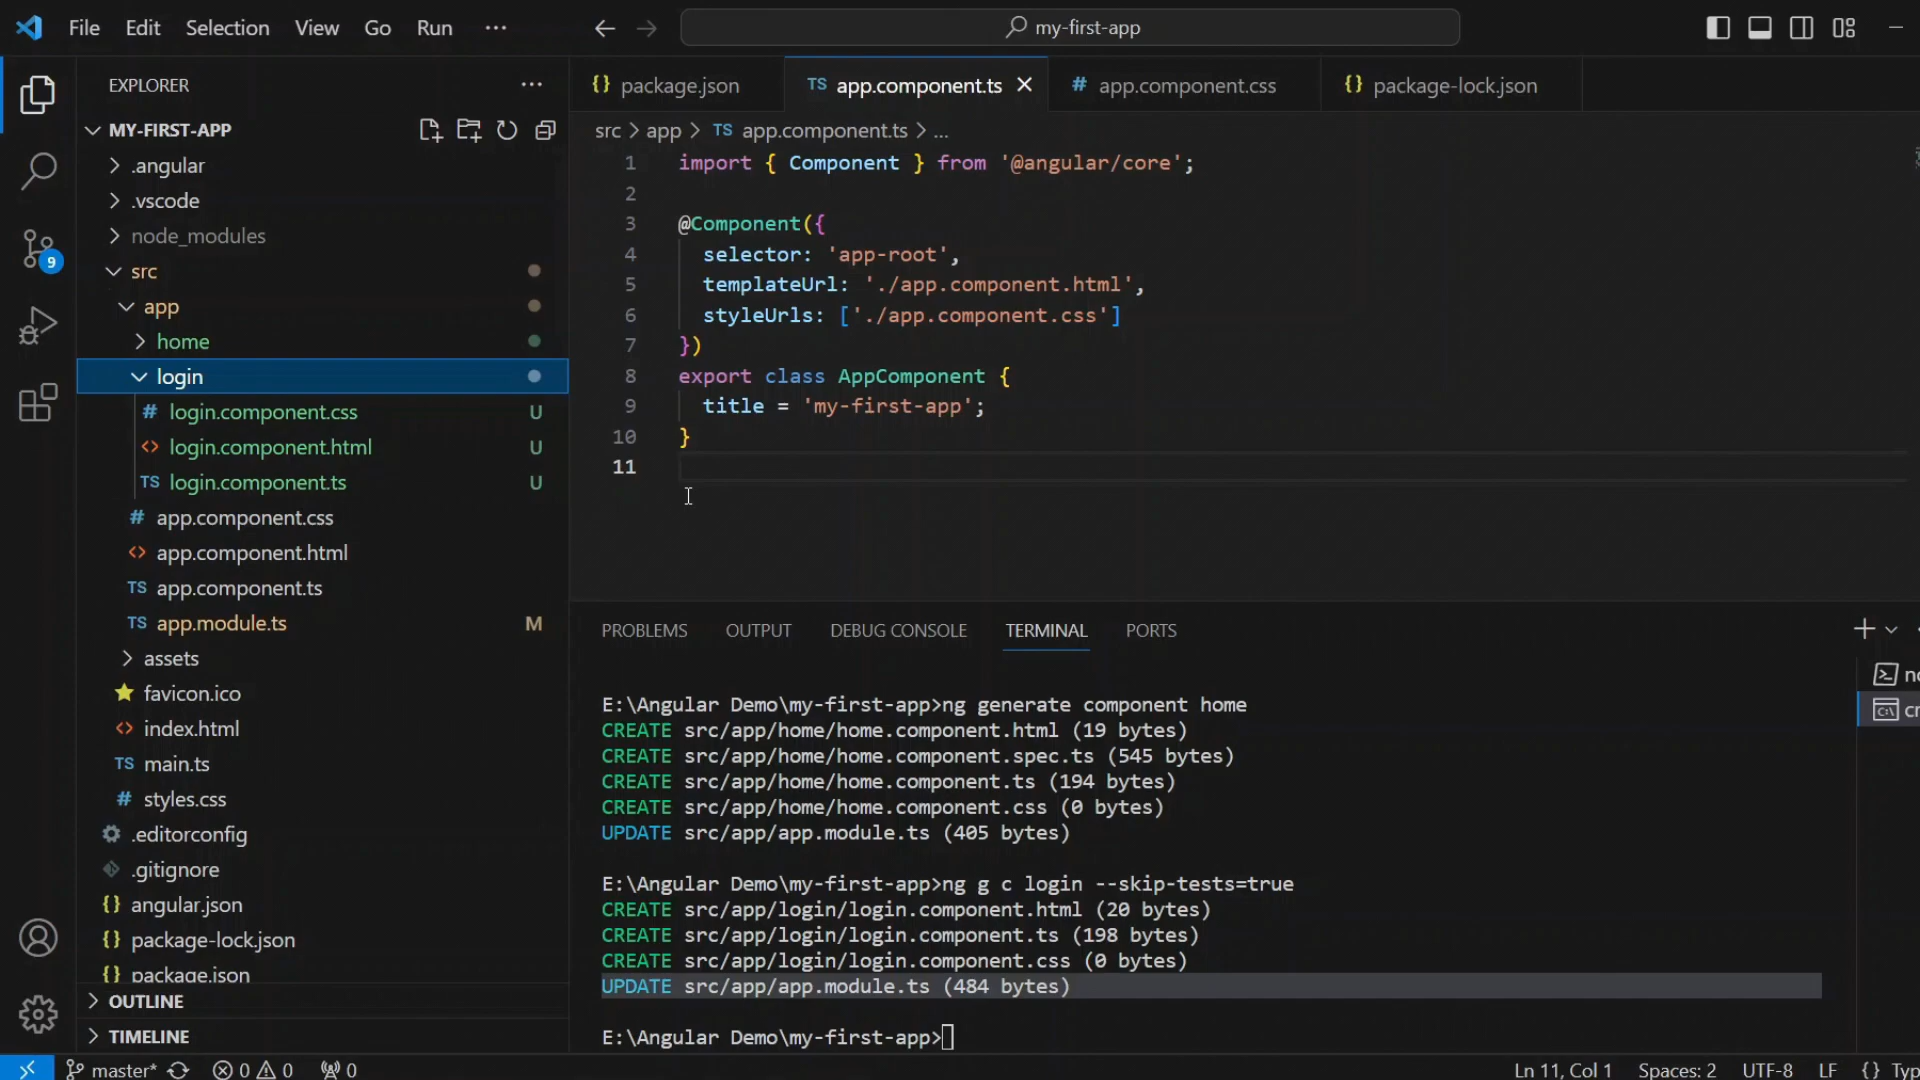 File Edit Selection View Go Run ...
my-first-app
EXPLORER
MY-FIRST-APP
.angular
.vscode
node_modules
src
app
home
login
# login.component.css U
<> login.component.html U
TS login.component.ts U
# app.component.css
<> app.component.html
TS app.component.ts
TS app.module.ts M
assets
favicon.ico
<> index.html
TS main.ts
# styles.css
.editorconfig
.gitignore
{} angular.json
{} package-lock.json
{} package.json
OUTLINE
TIMELINE
9
{} package.json
TS app.component.ts
# app.component.css
{} package-lock.json
src > app > TS app.component.ts > ...
1 import { Component } from '@angular/core';
2
3 @Component({
4 selector: 'app-root',
5 templateUrl: './app.component.html',
6 styleUrls: ['./app.component.css']
7 })
8 export class AppComponent {
9 title = 'my-first-app';
10 }
11
PROBLEMS OUTPUT DEBUG CONSOLE TERMINAL PORTS
E:\Angular Demo\my-first-app>ng generate component home
CREATE src/app/home/home.component.html (19 bytes)
CREATE src/app/home/home.component.spec.ts (545 bytes)
CREATE src/app/home/home.component.ts (194 bytes)
CREATE src/app/home/home.component.css (0 bytes)
UPDATE src/app/app.module.ts (405 bytes)
E:\Angular Demo\my-first-app>ng g c login --skip-tests=true
CREATE src/app/login/login.component.html (20 bytes)
CREATE src/app/login/login.component.ts (198 bytes)
CREATE src/app/login/login.component.css (0 bytes)
UPDATE src/app/app.module.ts (484 bytes)
E:\Angular Demo\my-first-app>
master* 0 0 0
Ln 11, Col 1 Spaces: 2 UTF-8 LF {}